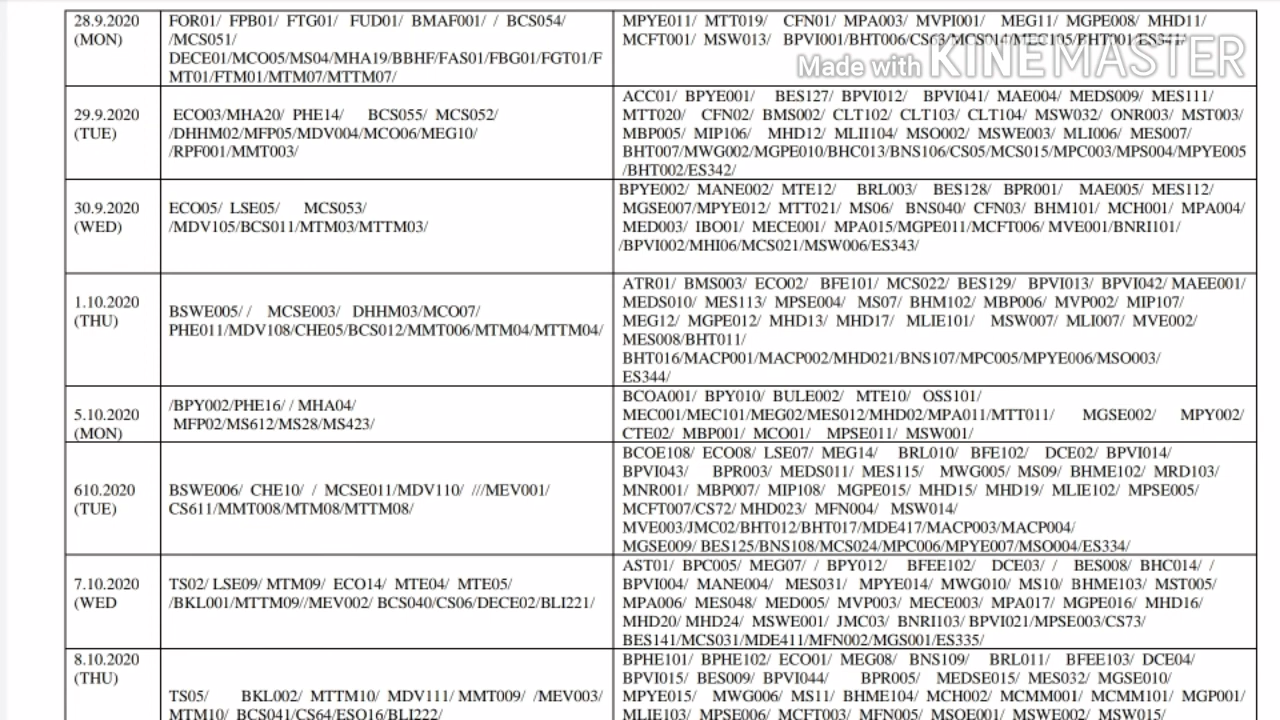 28.9.2020
(MON)
FOR01/ FPB01/ FTG01/ FUD01/ BMAF001/ / BCS054/
/MCS051/
DECE01/MCO05/MS04/MHA19/BBHF/FAS01/FBG01/FGT01/F
MT01/FTM01/MTM07/MTTM07/
MPYE011/ MTT019/ CFN01/ MPA003/ MVPI001/ MEG11/ MGPE008/ MHD11/
MCFT001/ MSW013/ BPVI001/BHT006/CS63/MCS014/MEC105/BHT001/ES341/
Made with KINEMASTER
29.9.2020
(TUE)
ECO03/MHA20/ PHE14/ BCS055/ MCS052/
/DHHM02/MFP05/MDV004/MCO06/MEG10/
/RPF001/MMT003/
ACC01/ BPYE001/ BES127/ BPVI012/ BPVI041/ MAE004/ MEDS009/ MES111/
MTT020/ CFN02/ BMS002/ CLT102/ CLT103/ CLT104/ MSW032/ ONR003/ MST003/
MBP005/ MIP106/ MHD12/ MLII104/ MSO002/ MSWE003/ MLI006/ MES007/
BHT007/MWG002/MGPE010/BHC013/BNS106/CS05/MCS015/MPC003/MPS004/MPYE005
/BHT002/ES342/
30.9.2020
(WED)
ECO05/ LSE05/ MCS053/
/MDV105/BCS011/MTM03/MTTM03/
BPYE002/ MANE002/ MTE12/ BRL003/ BES128/ BPR001/ MAE005/ MES112/
MGSE007/MPYE012/ MTT021/ MS06/ BNS040/ CFN03/ BHM101/ MCH001/ MPA004/
MED003/ IBO01/ MECE001/ MPA015/MGPE011/MCFT006/ MVE001/BNRI101/
/BPVI002/MHI06/MCS021/MSW006/ES343/
1.10.2020
(THU)
BSWE005/ / MCSE003/ DHHM03/MCO07/
PHE011/MDV108/CHE05/BCS012/MMT006/MTM04/MTTM04/
ATR01/ BMS003/ ECO02/ BFE101/ MCS022/ BES129/ BPVI013/ BPVI042/ MAEE001/
MEDS010/ MES113/ MPSE004/ MS07/ BHM102/ MBP006/ MVP002/ MIP107/
MEG12/ MGPE012/ MHD13/ MHD17/ MLIE101/ MSW007/ MLI007/ MVE002/
MES008/BHT011/
BHT016/MACP001/MACP002/MHD021/BNS107/MPC005/MPYE006/MSO003/
ES344/
5.10.2020
(MON)
/BPY002/PHE16/ / MHA04/
MFP02/MS612/MS28/MS423/
BCOA001/ BPY010/ BULE002/ MTE10/ OSS101/
MEC001/MEC101/MEG02/MES012/MHD02/MPA011/MTT011/ MGSE002/ MPY002/
CTE02/ MBP001/ MCO01/ MPSE011/ MSW001/
610.2020
(TUE)
BSWE006/ CHE10/ / MCSE011/MDV110/ ///MEV001/
CS611/MMT008/MTM08/MTTM08/
BCOE108/ ECO08/ LSE07/ MEG14/ BRL010/ BFE102/ DCE02/ BPVI014/
BPVI043/ BPR003/ MEDS011/ MES115/ MWG005/ MS09/ BHME102/ MRD103/
MNR001/ MBP007/ MIP108/ MGPE015/ MHD15/ MHD19/ MLIE102/ MPSE005/
MCFT007/CS72/ MHD023/ MFN004/ MSW014/
MVE003/JMC02/BHT012/BHT017/MDE417/MACP003/MACP004/
MGSE009/ BES125/BNS108/MCS024/MPC006/MPYE007/MSO004/ES334/
7.10.2020
(WED
TS02/ LSE09/ MTM09/ ECO14/ MTE04/ MTE05/
/BKL001/MTTM09//MEV002/ BCS040/CS06/DECE02/BLI221/
AST01/ BPC005/ MEG07/ / BPY012/ BFEE102/ DCE03/ / BES008/ BHC014/ /
BPVI004/ MANE004/ MES031/ MPYE014/ MWG010/ MS10/ BHME103/ MST005/
MPA006/ MES048/ MED005/ MVP003/ MECE003/ MPA017/ MGPE016/ MHD16/
MHD20/ MHD24/ MSWE001/ JMC03/ BNRI103/ BPVI021/MPSE003/CS73/
BES141/MCS031/MDE411/MFN002/MGS001/ES335/
8.10.2020
(THU)
TS05/ BKL002/ MTTM10/ MDV111/ MMT009/ /MEV003/
MTM10/ BCS041/CS64/ESO16/BLI222/
BPHE101/ BPHE102/ ECO01/ MEG08/ BNS109/ BRL011/ BFEE103/ DCE04/
BPVI015/ BES009/ BPVI044/ BPR005/ MEDSE015/ MES032/ MGSE010/
MPYE015/ MWG006/ MS11/ BHME104/ MCH002/ MCMM001/ MCMM101/ MGP001/
MLIE103/ MPSE006/ MCFT003/ MFN005/ MSOE001/ MSWE002/ MSW015/